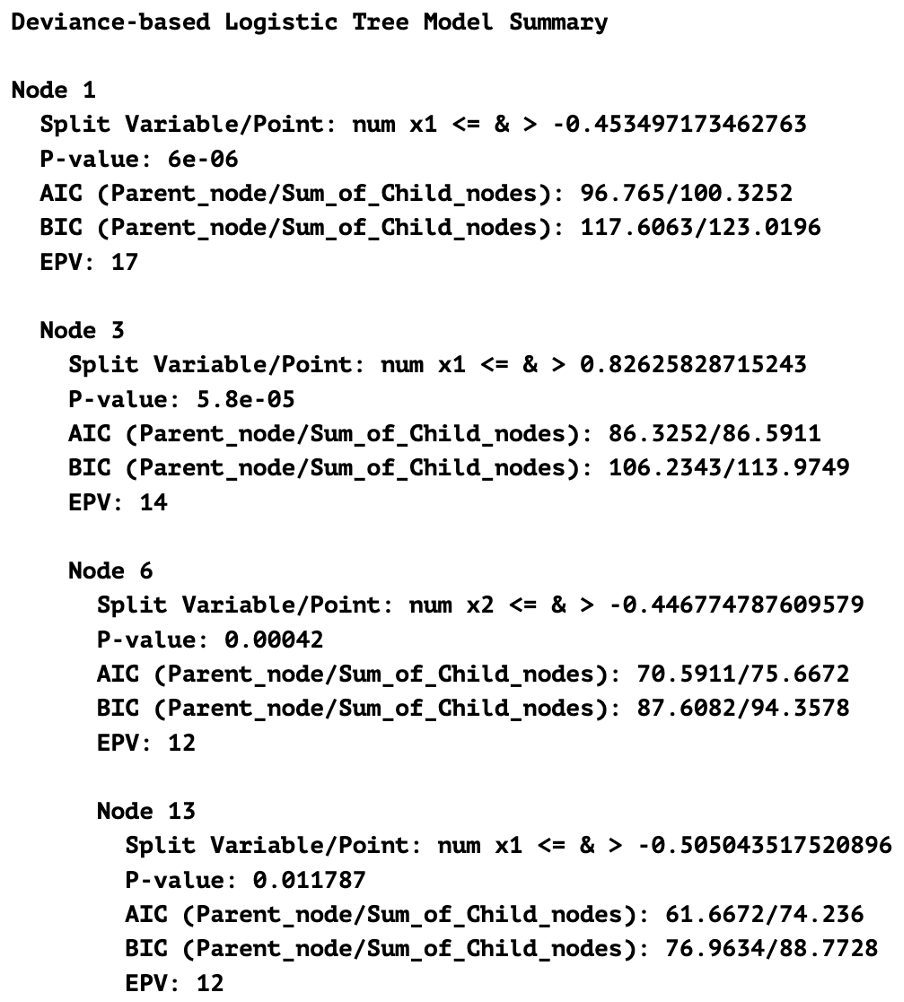 Deviance-based Logistic Tree Model Summary
Node 1
Split Variable/Point: num x1 <= & > -0.453497173462763
P-value: 6e-06
AIC (Parent_node/Sum_of_Child_nodes): 96.765/100.3252
BIC (Parent_node/Sum_of_Child_nodes): 117.6063/123.0196
EPV: 17
Node 3
Split Variable/Point: num x1 <= & > 0.82625828715243
P-value: 5.8e-05
AIC (Parent_node/Sum_of_Child_nodes): 86.3252/86.5911
BIC (Parent_node/Sum_of_Child_nodes): 106.2343/113.9749
EPV: 14
Node 6
Split Variable/Point: num x2 <= & > -0.446774787609579
P-value: 0.00042
AIC (Parent_node/Sum_of_Child_nodes): 70.5911/75.6672
BIC (Parent_node/Sum_of_Child_nodes): 87.6082/94.3578
EPV: 12
Node 13
Split Variable/Point: num x1 <= & > -0.505043517520896
P-value: 0.011787
AIC (Parent_node/Sum_of_Child_nodes): 61.6672/74.236
BIC (Parent_node/Sum_of_Child_nodes): 76.9634/88.7728
EPV: 12